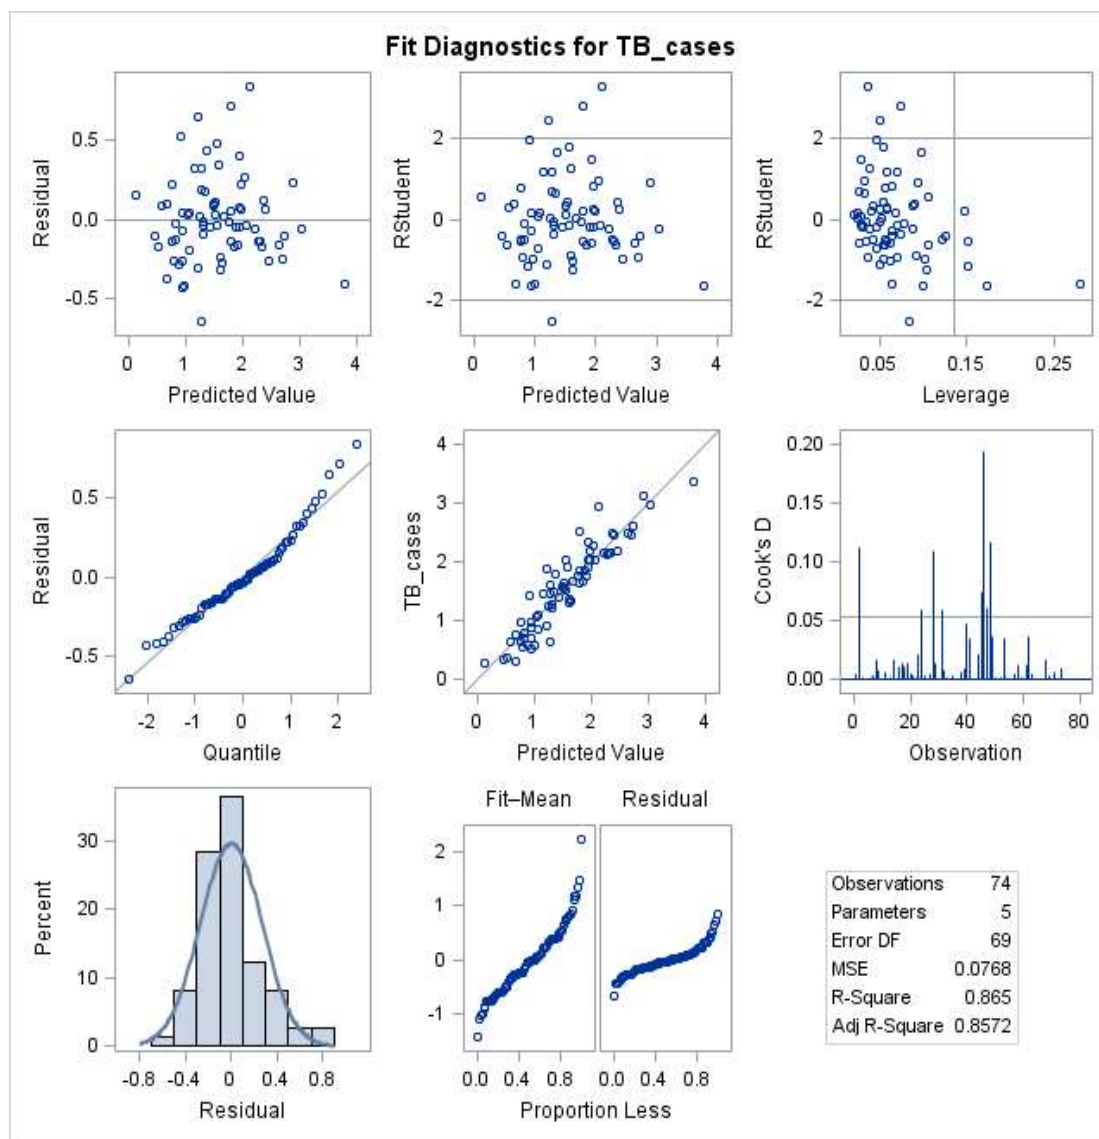 Fit Diagnostics for TB_cases
Residual
0.5
0.0
-0.5
0 1 2 3 4
Predicted Value
RStudent
2
0
-2
0 1 2 3 4
Predicted Value
RStudent
2
0
-2
0.05 0.15 0.25
Leverage
Residual
0.5
0.0
-0.5
-2 -1 0 1 2
Quantile
TB_cases
4
3
2
1
0
0 1 2 3 4
Predicted Value
Cook's D
0.20
0.15
0.10
0.05
0.00
0 20 40 60 80
Observation
Percent
30
20
10
0
-0.8 -0.4 0 0.4 0.8
Residual
Fit–Mean Residual
2
1
0
-1
0.0 0.4 0.8 0.0 0.4 0.8
Proportion Less
Observations 74
Parameters 5
Error DF 69
MSE 0.0768
R-Square 0.865
Adj R-Square 0.8572